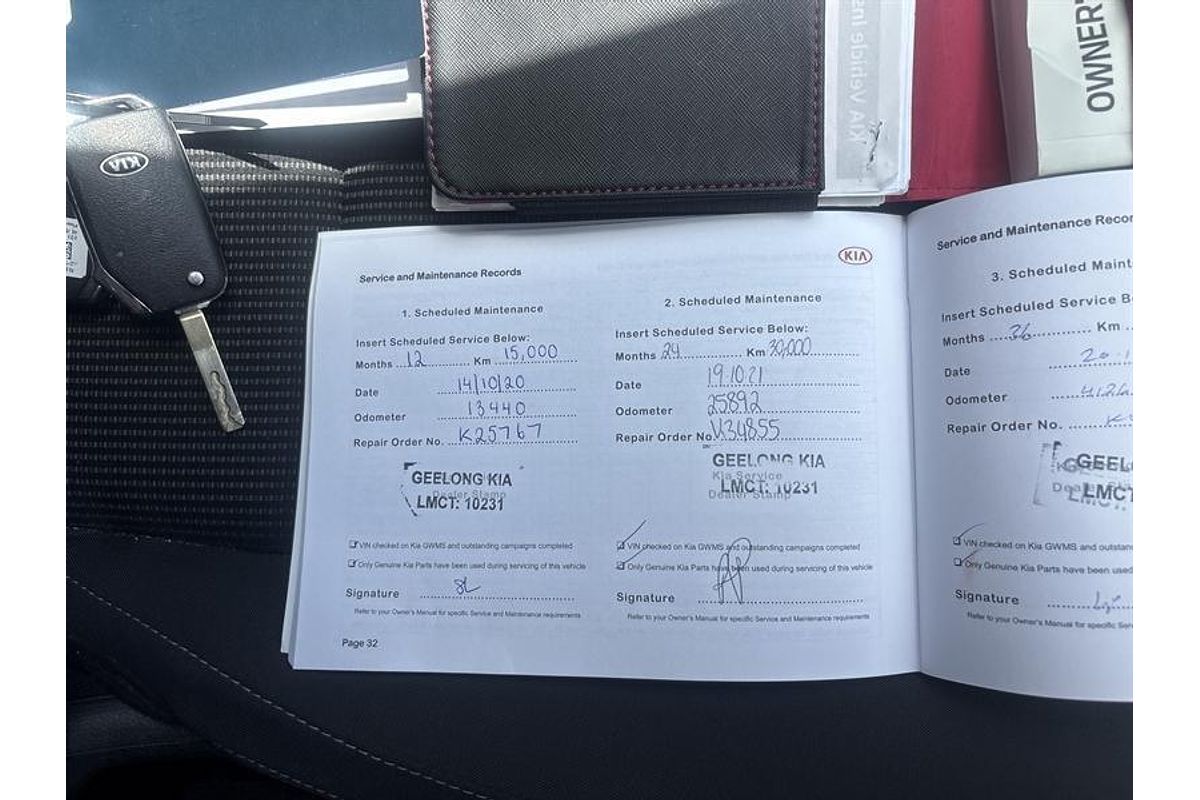 KIA
KIA Vehicle Ins
OWNER'
KIA
Service and Maintenance Records
1. Scheduled Maintenance
Insert Scheduled Service Below:
Months 12 Km 15,000
Date 14/10/20
Odometer 13440
Repair Order No. K25767
GEELONG KIA
Dealer Stamp
LMCT: 10231
VIN checked on Kia GWMS and outstanding campaigns completed
Only Genuine Kia Parts have been used during servicing of this vehicle
Signature SL
Refer to your Owner's Manual for specific Service and Maintenance requirements
Page 32
2. Scheduled Maintenance
Insert Scheduled Service Below:
Months 24 Km 30,000
Date 19.10.21
Odometer 25892
Repair Order No. K34855
GEELONG KIA
Kia Service
LMCT: 10231
Dealer Stamp
VIN checked on Kia GWMS and outstanding campaigns completed
Only Genuine Kia Parts have been used during servicing of this vehicle
Signature
Refer to your Owner's Manual for specific Service and Maintenance requirements
Service and Maintenance Recor
3. Scheduled Maint
Insert Scheduled Service B
Months 36 Km
Date 20.1
Odometer
Repair Order No.
GEEL
LMCT
VIN checked on Kia GWMS and outstan
Only Genuine Kia Parts have been used
Signature
Refer to your Owner's Manual for specific Ser